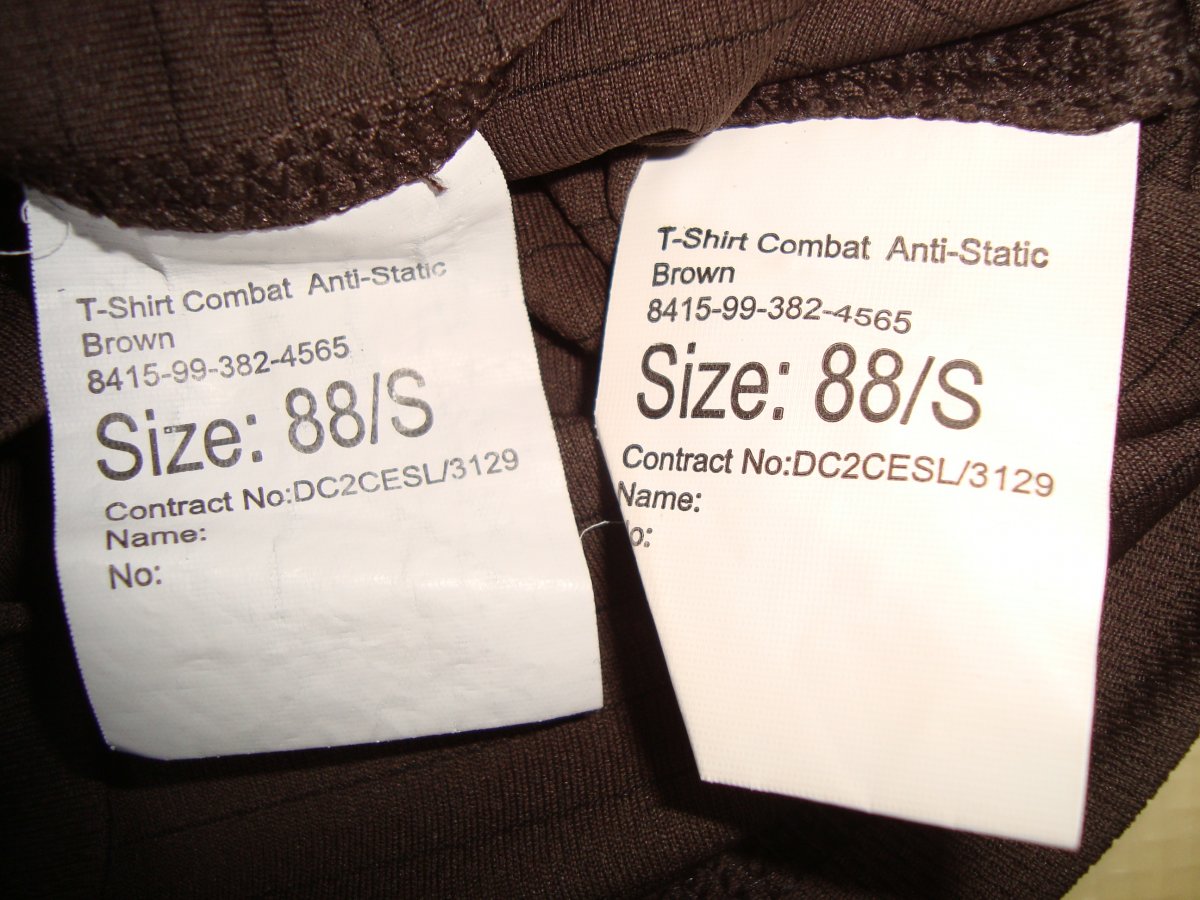 T-Shirt Combat Anti-Static
Brown
8415-99-382-4565
Size: 88/S
Contract No:DC2CESL/3129
Name:
No:
T-Shirt Combat Anti-Static
Brown
8415-99-382-4565
Size: 88/S
Contract No:DC2CESL/3129
Name:
o: